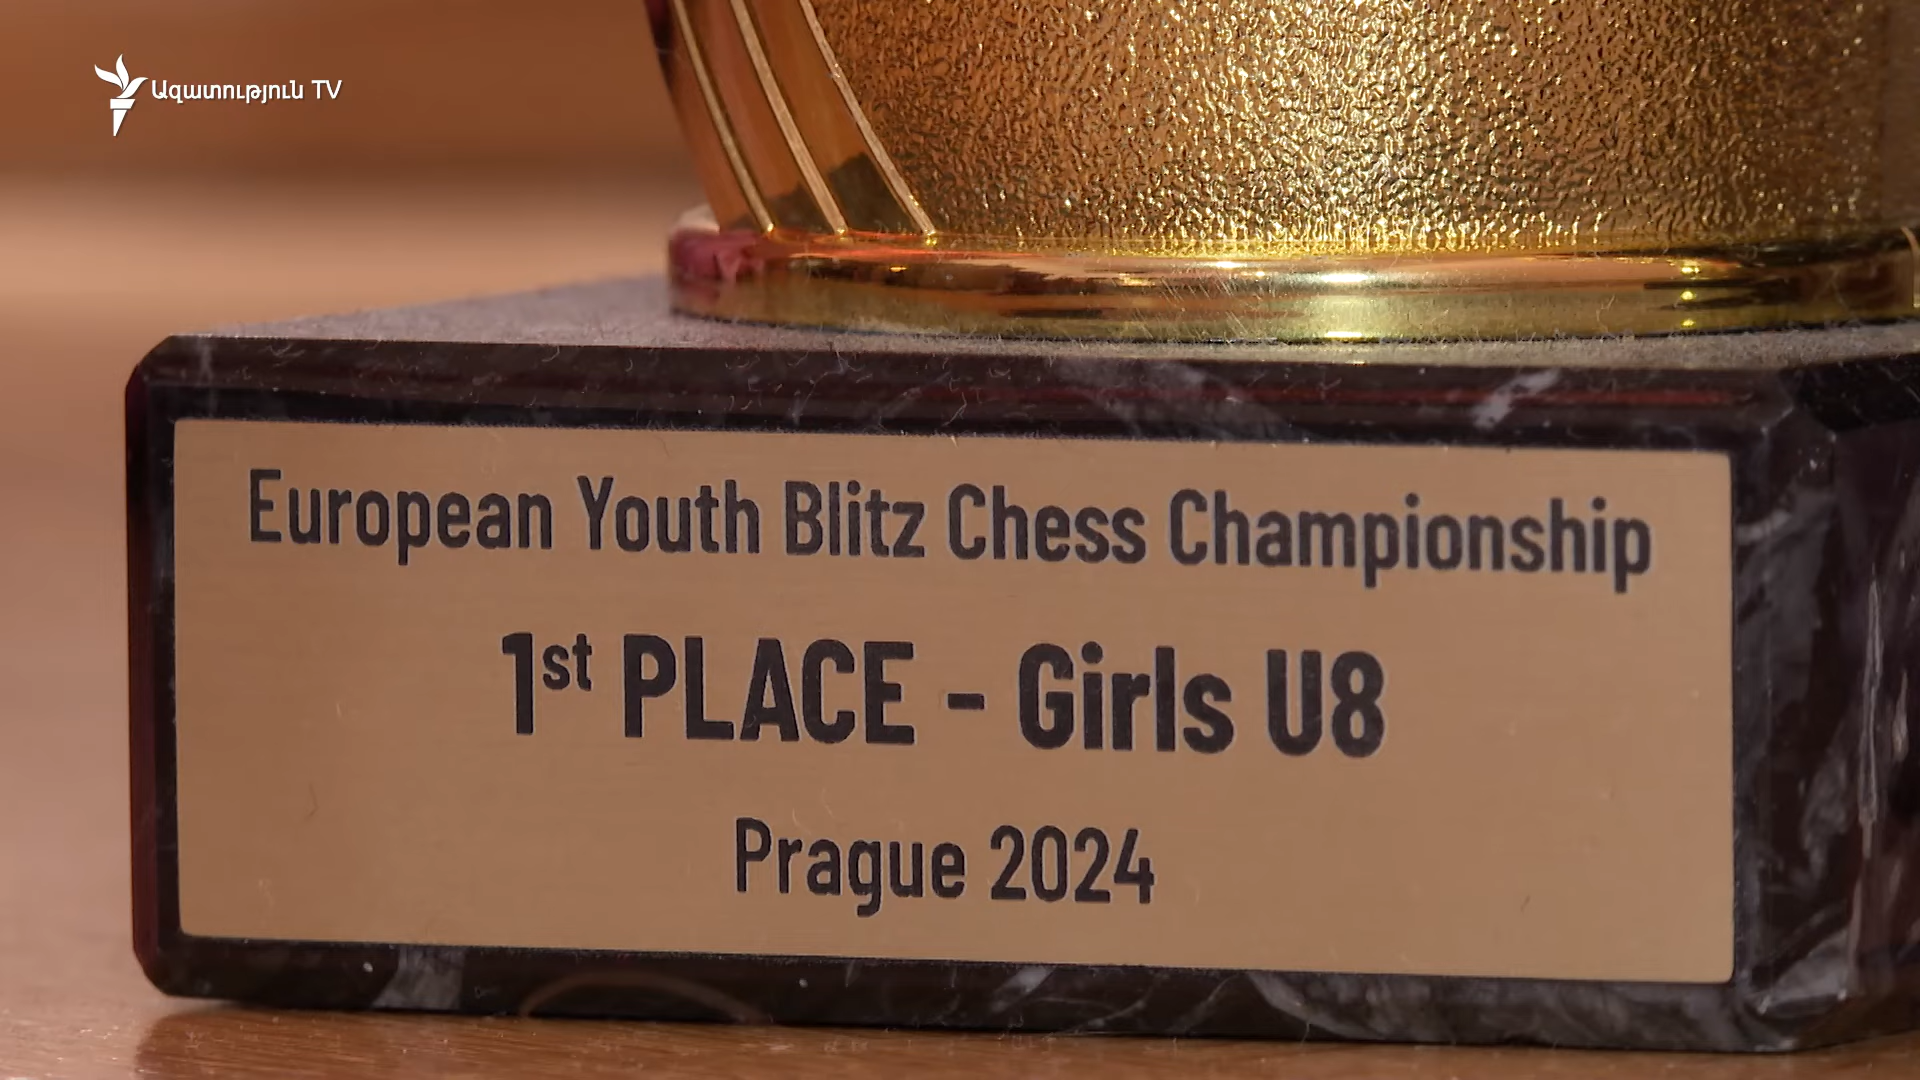 Ազատություն TV
European Youth Blitz Chess Championship
1st PLACE - Girls U8
Prague 2024